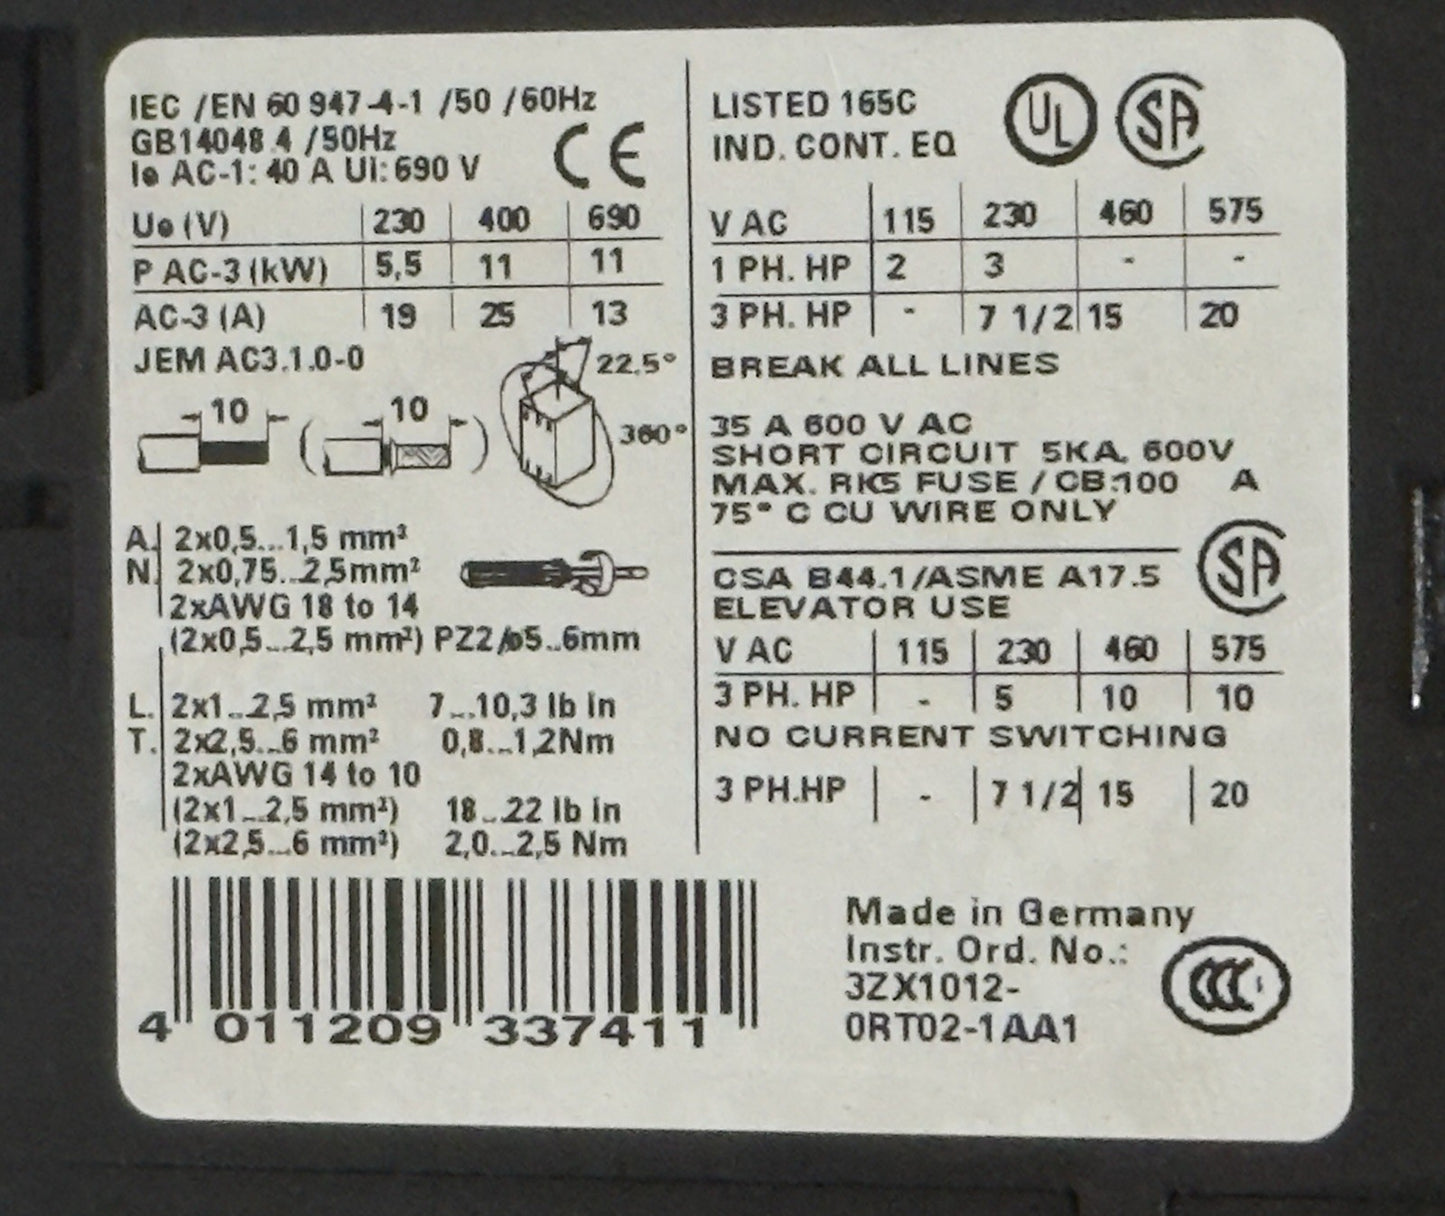 IEC /EN 60 947-4-1 /50 /60Hz
GB14048.4 /50Hz
Ie AC-1: 40 A Ui: 690 V
CE
Ue (V) 230 400 690
P AC-3 (kW) 5,5 11 11
AC-3 (A) 19 25 13
JEM AC3.1.0-0
22.5°
10 ( 10 )
360°
A. 2x0,5...1,5 mm²
N. 2x0,75...2,5mm²
2xAWG 18 to 14
(2x0,5...2,5 mm²) PZ2/ø5..6mm
L. 2x1...2,5 mm² 7...10,3 lb in
T. 2x2,5...6 mm² 0,8...1,2Nm
2xAWG 14 to 10
(2x1...2,5 mm²) 18...22 lb in
(2x2,5...6 mm²) 2,0...2,5 Nm
4 011209 337411
LISTED 165C
IND. CONT. EQ
UL SA
V AC 115 230 460 575
1 PH. HP 2 3 - -
3 PH. HP - 7 1/2 15 20
BREAK ALL LINES
35 A 600 V AC
SHORT CIRCUIT 5KA, 600V
MAX. RK5 FUSE / CB:100 A
75° C CU WIRE ONLY
CSA B44.1/ASME A17.5
ELEVATOR USE
SA
V AC 115 230 460 575
3 PH. HP - 5 10 10
NO CURRENT SWITCHING
3 PH.HP - 7 1/2 15 20
Made in Germany
Instr. Ord. No.:
3ZX1012-
0RT02-1AA1
CCC